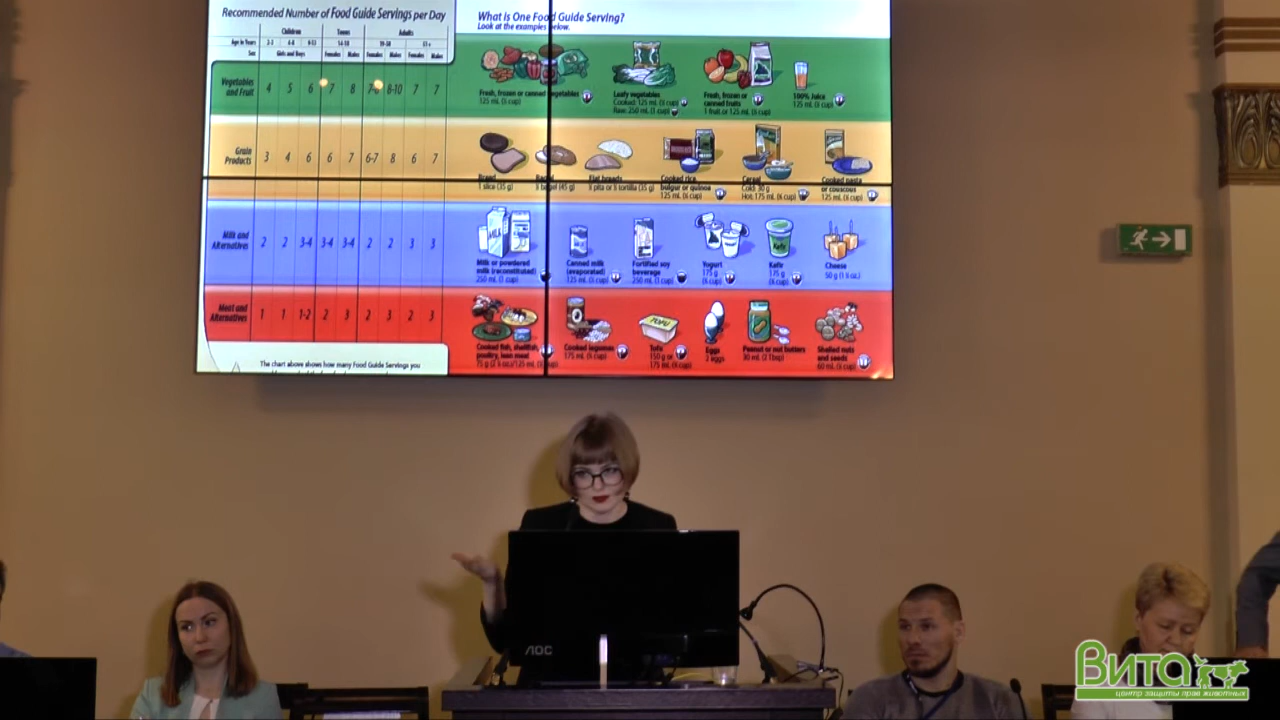 Recommended Number of Food Guide Servings per Day
Children Teens Adults
Age in Years 2-3 4-8 9-13 14-18 19-50 51+
Sex Girls and Boys Females Males Females Males Females Males
Vegetables and Fruit 4 5 6 7 8 7-8 8-10 7 7
Grain Products 3 4 6 6 7 6-7 8 6 7
Milk and Alternatives 2 2 3-4 3-4 3-4 2 2 3 3
Meat and Alternatives 1 1 1-2 2 3 2 3 2 3
The chart above shows how many Food Guide Servings you
What is One Food Guide Serving?
Look at the examples below.
Fresh, frozen or canned vegetables
125 mL (½ cup)
Leafy vegetables
Cooked: 125 mL (½ cup)
Raw: 250 mL (1 cup)
Fresh, frozen or
canned fruits
1 fruit or 125 mL (½ cup)
100% Juice
125 mL (½ cup)
Bread
1 slice (35 g)
Bagel
½ bagel (45 g)
Flat breads
½ pita or ½ tortilla (35 g)
Cooked rice,
bulgur or quinoa
125 mL (½ cup)
Cereal
Cold: 30 g
Hot: 175 mL (¾ cup)
Cooked pasta
or couscous
125 mL (½ cup)
MILK
Milk or powdered
milk (reconstituted)
250 mL (1 cup)
Canned milk
(evaporated)
125 mL (½ cup)
Fortified soy
beverage
250 mL (1 cup)
Yogurt
175 g
(¾ cup)
Kefir
Kefir
175 g
(¾ cup)
Cheese
50 g (1 ½ oz.)
Cooked fish, shellfish,
poultry, lean meat
75 g (2 ½ oz.)/125 mL (½ cup)
Cooked legumes
175 mL (¾ cup)
TOFU
Tofu
150 g or
175 mL (¾ cup)
Eggs
2 eggs
Peanut or nut butters
30 mL (2 Tbsp)
Shelled nuts
and seeds
60 mL (¼ cup)
AOC
Вита
центр защиты прав животных